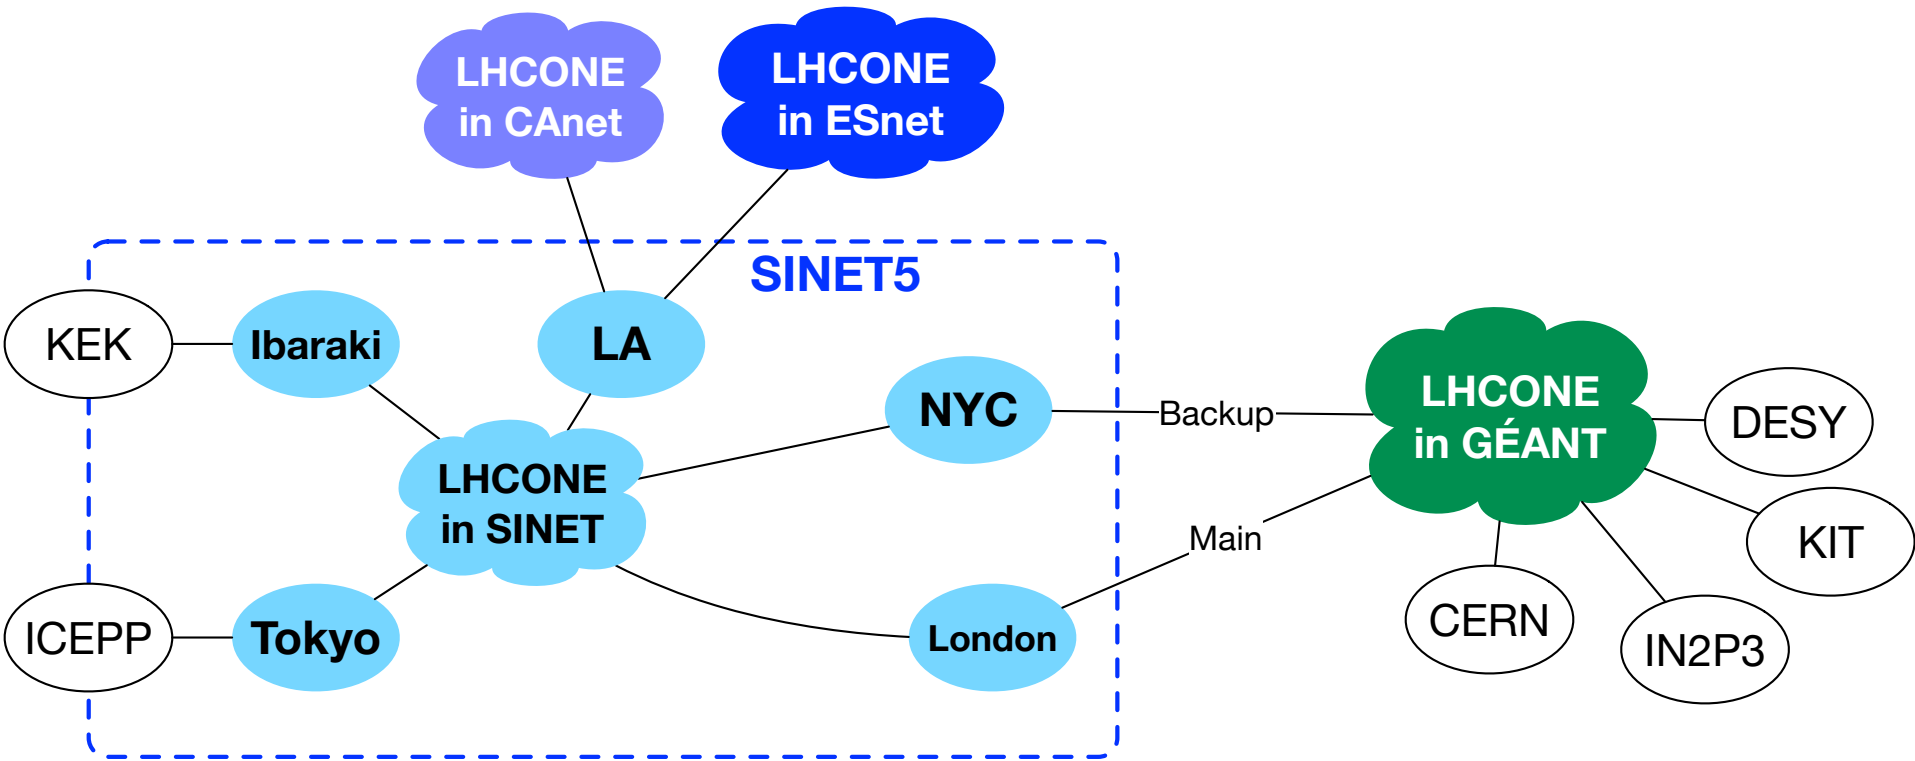 LHCONE
in CAnet
LHCONE
in ESnet
SINET5
KEK
Ibaraki
LA
NYC
Backup
LHCONE
in GÉANT
DESY
LHCONE
in SINET
Main
KIT
ICEPP
Tokyo
London
CERN
IN2P3